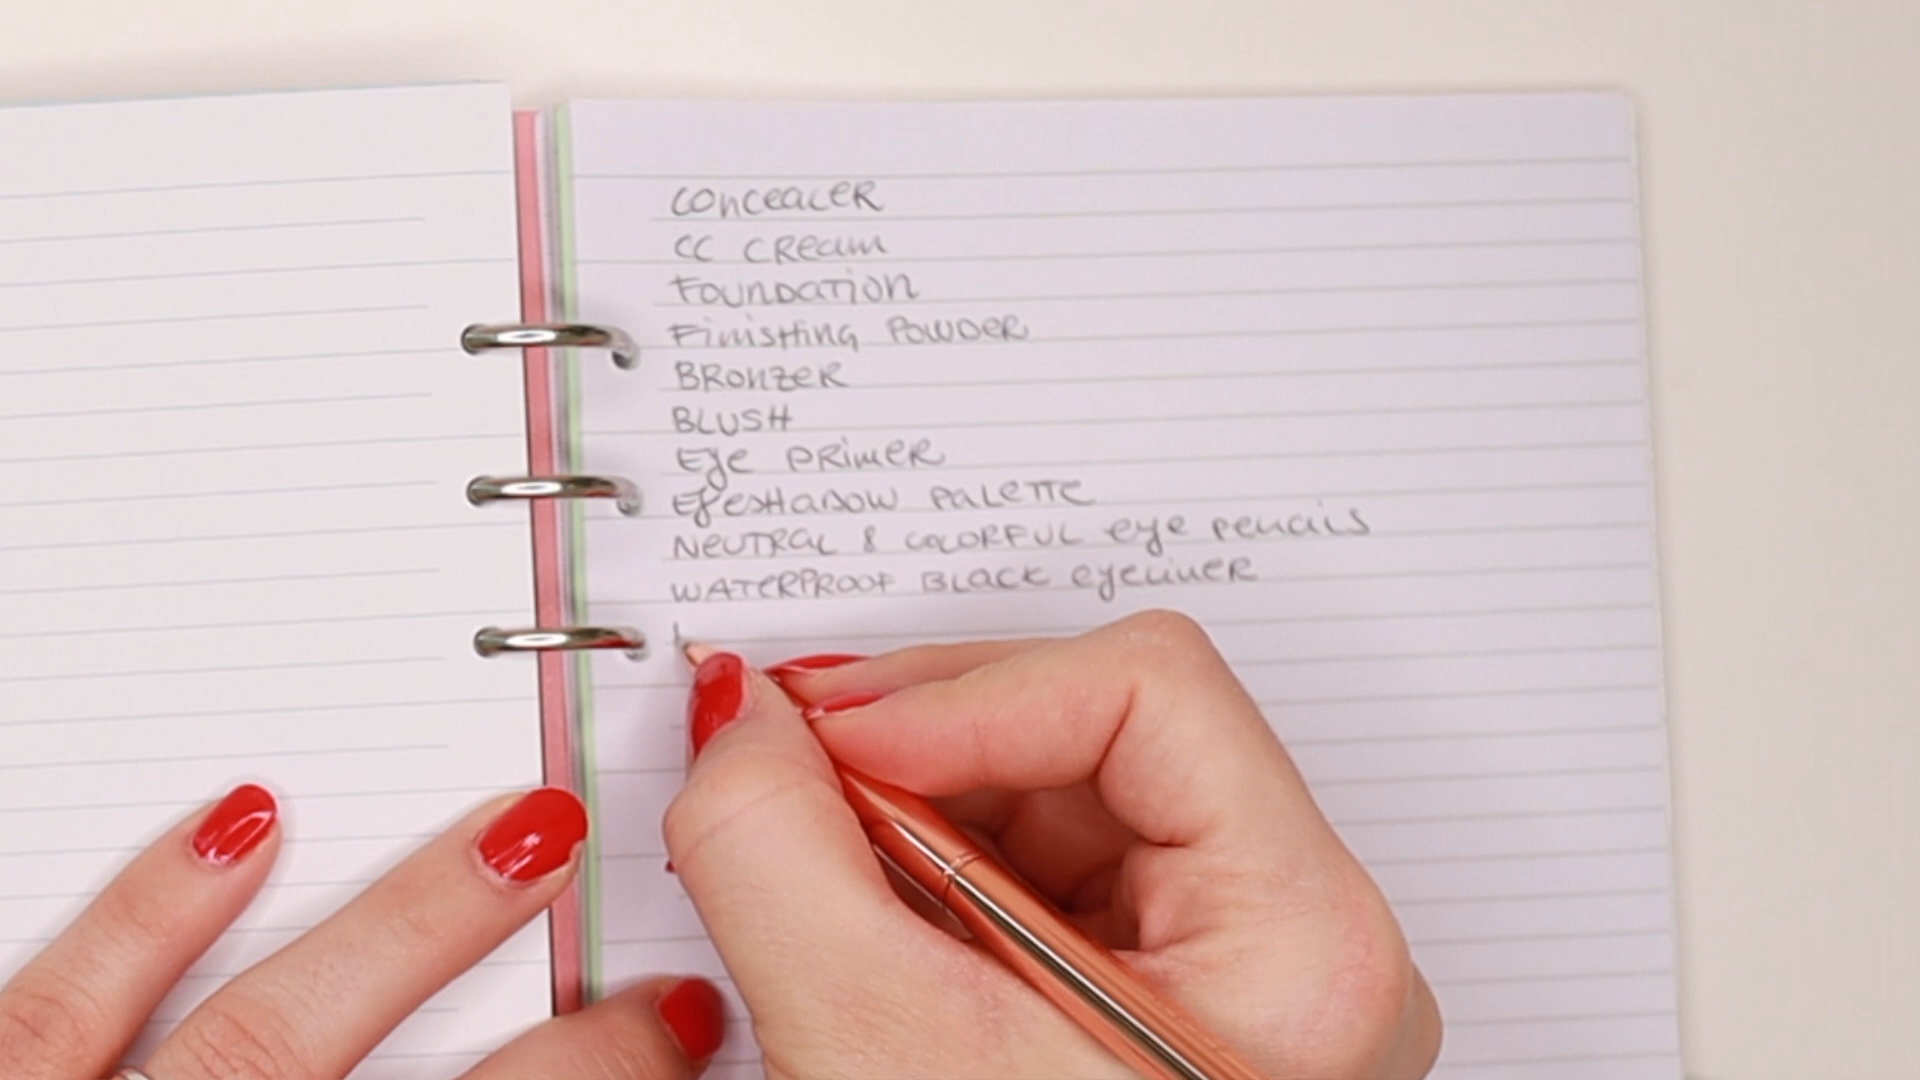 CONCEALER
CC CREAM
FOUNDATION
FINISHING POWDER
BRONZER
BLUSH
EYE PRIMER
EYESHADOW PALETTE
NEUTRAL & COLORFUL EYE PENCILS
WATERPROOF BLACK EYELINER